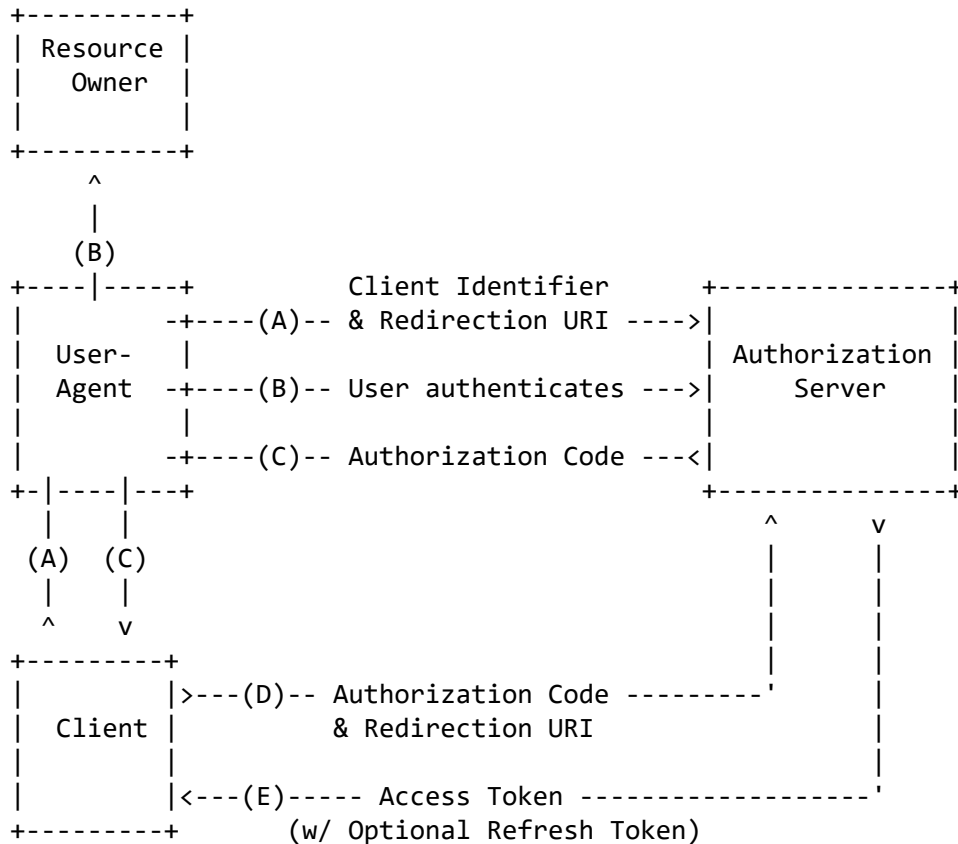 Resource
Owner
(B)
Client Identifier
(A) & Redirection URI
User-
Authorization
Agent
(B) User authenticates
Server
(C) Authorization Code
(A) (C)
(D) Authorization Code
Client
& Redirection URI
(E) Access Token
(w/ Optional Refresh Token)